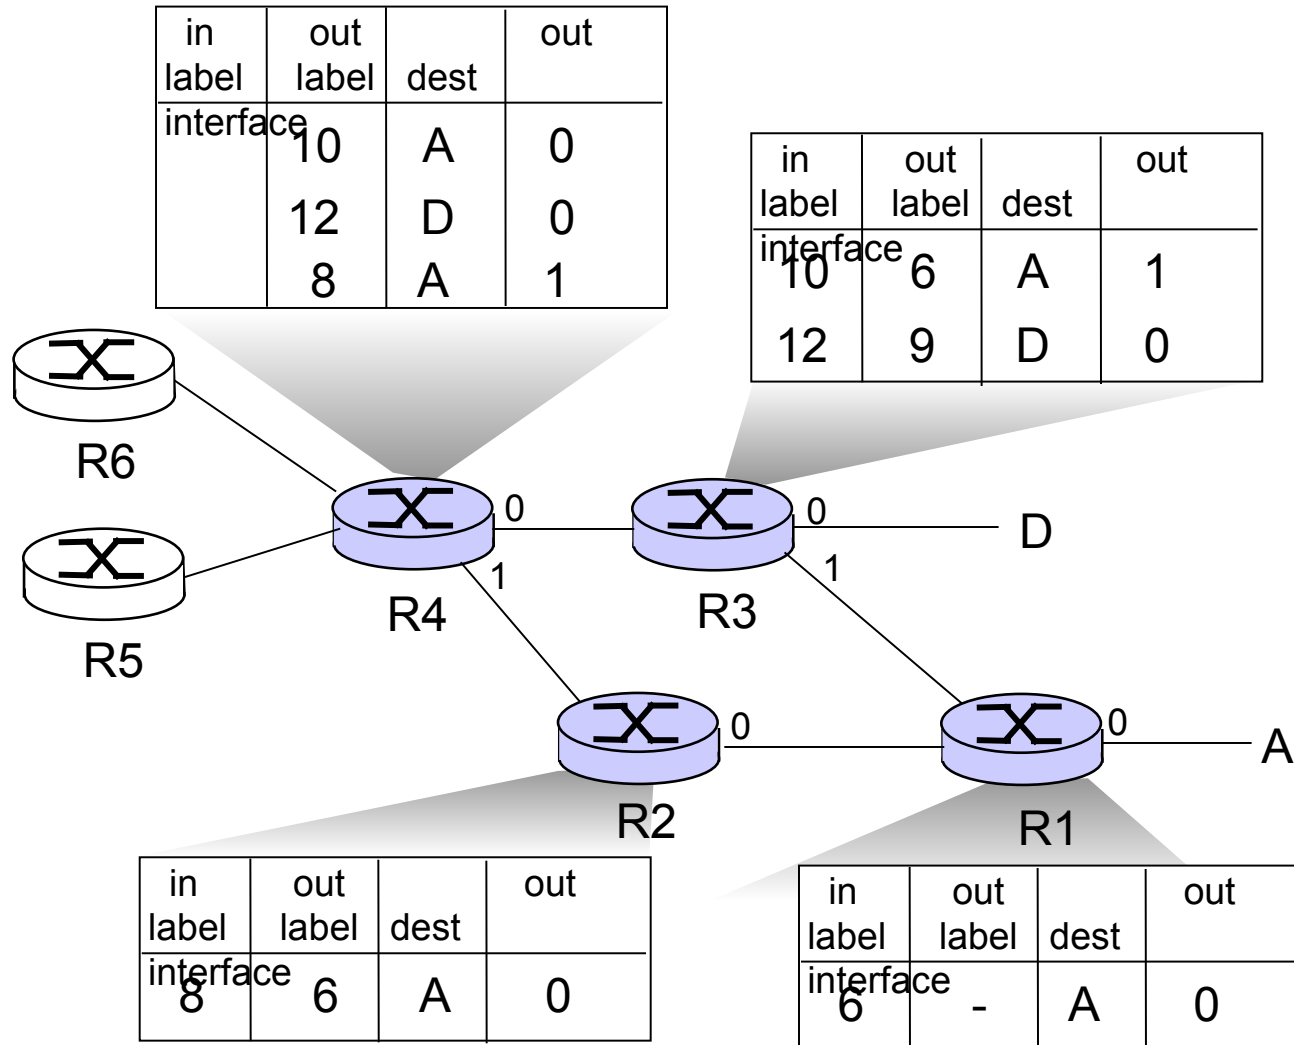 in out out
label label dest
interface
10 A 0
12 D 0
8 A 1
in out out
label label dest
interface
10 6 A 1
12 9 D 0
R6
R5
0
1
R4
0
1
R3
D
0
R2
0
R1
A
in out out
label label dest
interface
8 6 A 0
in out out
label label dest
interface
6 - A 0